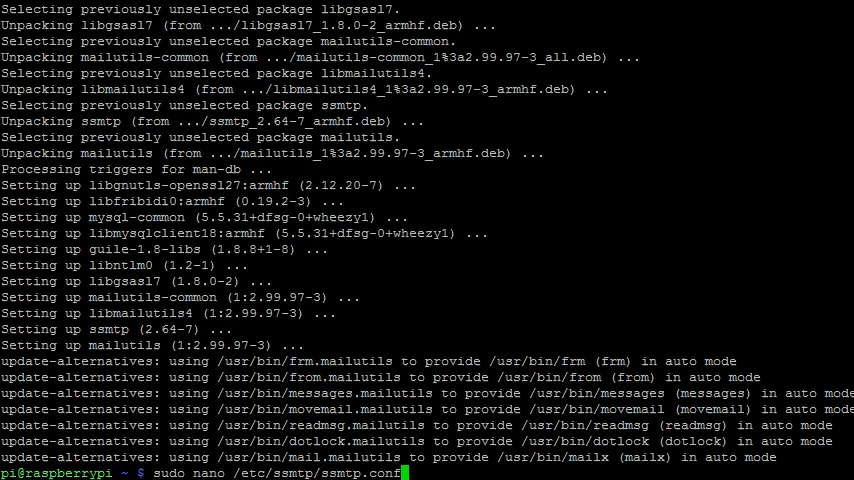 Selecting previously unselected package libgsasl7.
Unpacking libgsasl7 (from .../libgsasl7_1.8.0-2_armhf.deb) ...
Selecting previously unselected package mailutils-common.
Unpacking mailutils-common (from .../mailutils-common_1%3a2.99.97-3_all.deb) ...
Selecting previously unselected package libmailutils4.
Unpacking libmailutils4 (from .../libmailutils4_1%3a2.99.97-3_armhf.deb) ...
Selecting previously unselected package ssmtp.
Unpacking ssmtp (from .../ssmtp_2.64-7_armhf.deb) ...
Selecting previously unselected package mailutils.
Unpacking mailutils (from .../mailutils_1%3a2.99.97-3_armhf.deb) ...
Processing triggers for man-db ...
Setting up libgnutls-openssl27:armhf (2.12.20-7) ...
Setting up libfribidi0:armhf (0.19.2-3) ...
Setting up mysql-common (5.5.31+dfsg-0+wheezy1) ...
Setting up libmysqlclient18:armhf (5.5.31+dfsg-0+wheezy1) ...
Setting up guile-1.8-libs (1.8.8+1-8) ...
Setting up libntlm0 (1.2-1) ...
Setting up libgsasl7 (1.8.0-2) ...
Setting up mailutils-common (1:2.99.97-3) ...
Setting up libmailutils4 (1:2.99.97-3) ...
Setting up ssmtp (2.64-7) ...
Setting up mailutils (1:2.99.97-3) ...
update-alternatives: using /usr/bin/frm.mailutils to provide /usr/bin/frm (frm) in auto mode
update-alternatives: using /usr/bin/from.mailutils to provide /usr/bin/from (from) in auto mode
update-alternatives: using /usr/bin/messages.mailutils to provide /usr/bin/messages (messages) in auto mode
update-alternatives: using /usr/bin/movemail.mailutils to provide /usr/bin/movemail (movemail) in auto mode
update-alternatives: using /usr/bin/readmsg.mailutils to provide /usr/bin/readmsg (readmsg) in auto mode
update-alternatives: using /usr/bin/dotlock.mailutils to provide /usr/bin/dotlock (dotlock) in auto mode
update-alternatives: using /usr/bin/mail.mailutils to provide /usr/bin/mailx (mailx) in auto mode
pi@raspberrypi ~ $ sudo nano /etc/ssmtp/ssmtp.conf